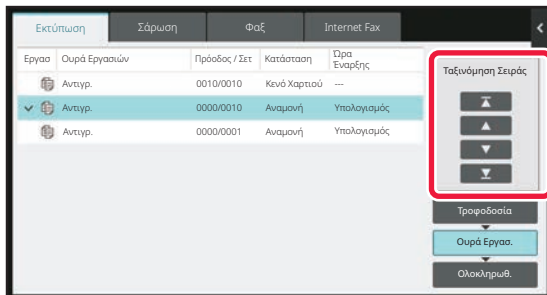 Εκτύπωση Σάρωση Φαξ Internet Fax
Εργασ Ουρά Εργασιών Πρόοδος / Σετ Κατάσταση Ώρα Έναρξης
Αντιγρ. 0010/0010 Κενό Χαρτιού ---
Αντιγρ. 0000/0010 Αναμονή Υπολογισμός
Αντιγρ. 0000/0001 Αναμονή Υπολογισμός
Ταξινόμηση Σειράς
Τροφοδοσία
Ουρά Εργασ.
Ολοκληρωθ.